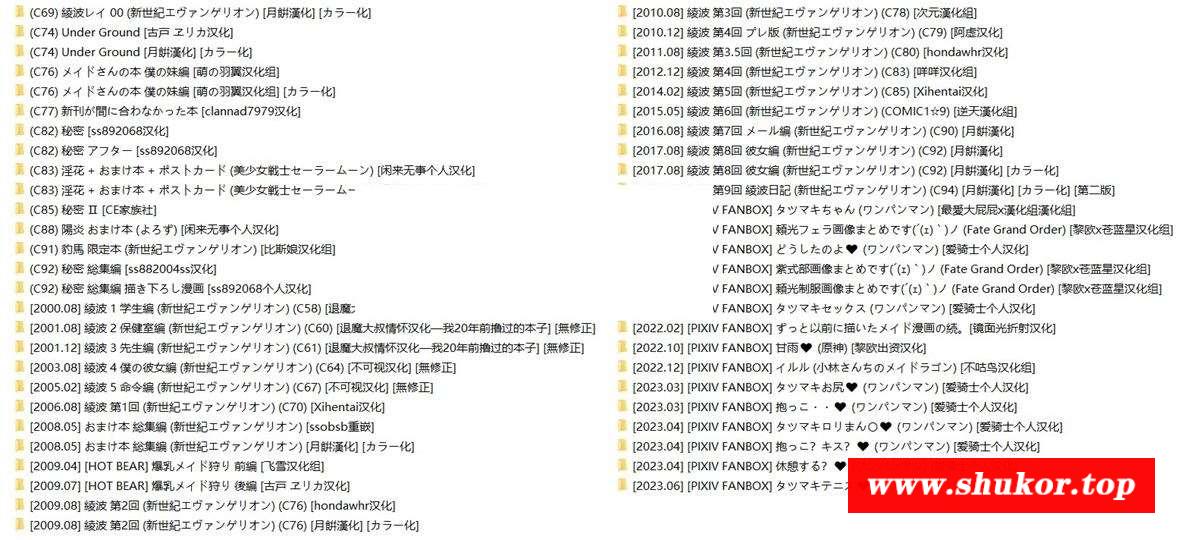 (C69) 綾波レイ 00 (新世紀エヴァンゲリオン) [月餅漢化] [カラー化]
(C74) Under Ground [古戸 ヱリカ汉化]
(C74) Under Ground [月餅漢化] [カラー化]
(C76) メイドさんの本 僕の妹編 [萌の羽翼汉化组]
(C76) メイドさんの本 僕の妹編 [萌の羽翼汉化组] [カラー化]
(C77) 新刊が間に合わなかった本 [clannad7979汉化]
(C82) 秘密 [ss892068汉化]
(C82) 秘密 アフター [ss892068汉化]
(C83) 淫花 + おまけ本 + ポストカード (美少女戦士セーラームーン) [闲来无事个人汉化]
(C83) 淫花 + おまけ本 + ポストカード (美少女戦士セーラームー
(C85) 秘密 Ⅱ [CE家族社]
(C88) 陽炎 おまけ本 (よろず) [闲来无事个人汉化]
(C91) 豹馬 限定本 (新世紀エヴァンゲリオン) [比斯娘汉化组]
(C92) 秘密 総集編 [ss882004ss汉化]
(C92) 秘密 総集編 描き下ろし漫画 [ss892068个人汉化]
[2000.08] 綾波 1 学生編 (新世紀エヴァンゲリオン) (C58) [退魔
[2001.08] 綾波 2 保健室編 (新世紀エヴァンゲリオン) (C60) [退魔大叔情怀汉化—我20年前撸过的本子] [無修正]
[2001.12] 綾波 3 先生編 (新世紀エヴァンゲリオン) (C61) [退魔大叔情怀汉化—我20年前撸过的本子] [無修正]
[2003.08] 綾波 4 僕の彼女編 (新世紀エヴァンゲリオン) (C64) [不可视汉化] [無修正]
[2005.02] 綾波 5 命令編 (新世紀エヴァンゲリオン) (C67) [不可视汉化] [無修正]
[2006.08] 綾波 第1回 (新世紀エヴァンゲリオン) (C70) [Xihentai汉化]
[2008.05] おまけ本 総集編 (新世紀エヴァンゲリオン) [ssobsb重嵌]
[2008.05] おまけ本 総集編 (新世紀エヴァンゲリオン) [月餅漢化] [カラー化]
[2009.04] [HOT BEAR] 爆乳メイド狩り 前編 [飞雪汉化组]
[2009.07] [HOT BEAR] 爆乳メイド狩り 後編 [古戸 ヱリカ汉化]
[2009.08] 綾波 第2回 (新世紀エヴァンゲリオン) (C76) [hondawhr汉化]
[2009.08] 綾波 第2回 (新世紀エヴァンゲリオン) (C76) [月餅漢化] [カラー化]
[2010.08] 綾波 第3回 (新世紀エヴァンゲリオン) (C78) [次元漢化組]
[2010.12] 綾波 第4回 プレ版 (新世紀エヴァンゲリオン) (C79) [阿虚汉化]
[2011.08] 綾波 第3.5回 (新世紀エヴァンゲリオン) (C80) [hondawhr汉化]
[2012.12] 綾波 第4回 (新世紀エヴァンゲリオン) (C83) [咩咩汉化组]
[2014.02] 綾波 第5回 (新世紀エヴァンゲリオン) (C85) [Xihentai汉化]
[2015.05] 綾波 第6回 (新世紀エヴァンゲリオン) (COMIC1☆9) [逆天漢化組]
[2016.08] 綾波 第7回 メール編 (新世紀エヴァンゲリオン) (C90) [月餅漢化]
[2017.08] 綾波 第8回 彼女編 (新世紀エヴァンゲリオン) (C92) [月餅漢化]
[2017.08] 綾波 第8回 彼女編 (新世紀エヴァンゲリオン) (C92) [月餅漢化] [カラー化]
第9回 綾波日記 (新世紀エヴァンゲリオン) (C94) [月餅漢化] [カラー化] [第二版]
V FANBOX] タツマキちゃん (ワンパンマン) [最愛大屁屁x漢化組漢化組]
V FANBOX] 頼光フェラ画像まとめです(´(ェ)｀)ノ (Fate Grand Order) [黎欧x苍蓝星汉化组]
V FANBOX] どうしたのよ♥ (ワンパンマン) [爱骑士个人汉化]
V FANBOX] 紫式部画像まとめです(´(ェ)｀)ノ (Fate Grand Order) [黎欧x苍蓝星汉化组]
V FANBOX] 頼光制服画像まとめです(´(ェ)｀)ノ (Fate Grand Order) [黎欧x苍蓝星汉化组]
V FANBOX] タツマキセックス (ワンパンマン) [爱骑士个人汉化]
[2022.02] [PIXIV FANBOX] ずっと以前に描いたメイド漫画の続。[镜面光折射汉化]
[2022.10] [PIXIV FANBOX] 甘雨♥ (原神) [黎欧出资汉化]
[2022.12] [PIXIV FANBOX] イルル (小林さんちのメイドラゴン) [不咕鸟汉化组]
[2023.03] [PIXIV FANBOX] タツマキお尻♥ (ワンパンマン) [爱骑士个人汉化]
[2023.03] [PIXIV FANBOX] 抱っこ・・♥ (ワンパンマン) [爱骑士个人汉化]
[2023.04] [PIXIV FANBOX] タツマキロリまん〇♥ (ワンパンマン) [爱骑士个人汉化]
[2023.04] [PIXIV FANBOX] 抱っこ？キス？♥ (ワンパンマン) [爱骑士个人汉化]
[2023.04] [PIXIV FANBOX] 休憩する？♥
[2023.06] [PIXIV FANBOX] タツマキテニス
www.shukor.top